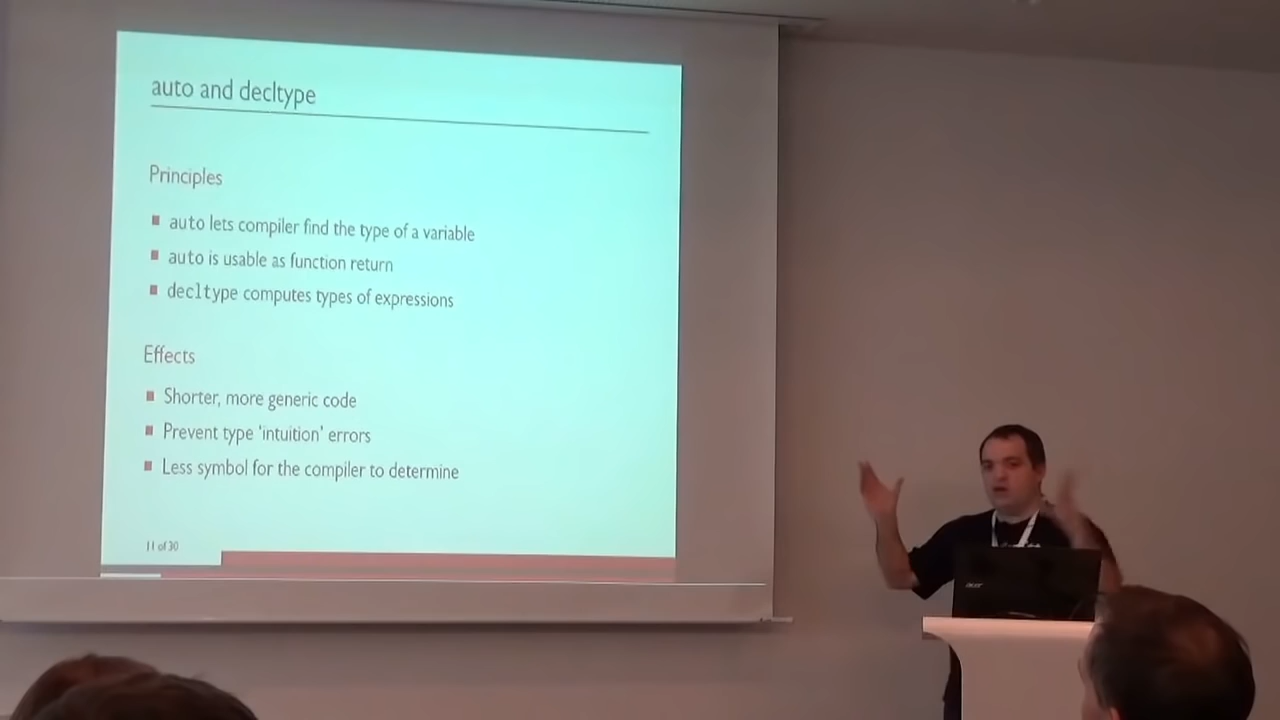 auto and decltype
Principles
auto lets compiler find the type of a variable
auto is usable as function return
decltype computes types of expressions
Effects
Shorter, more generic code
Prevent type 'intuition' errors
Less symbol for the compiler to determine
11 of 30
acer